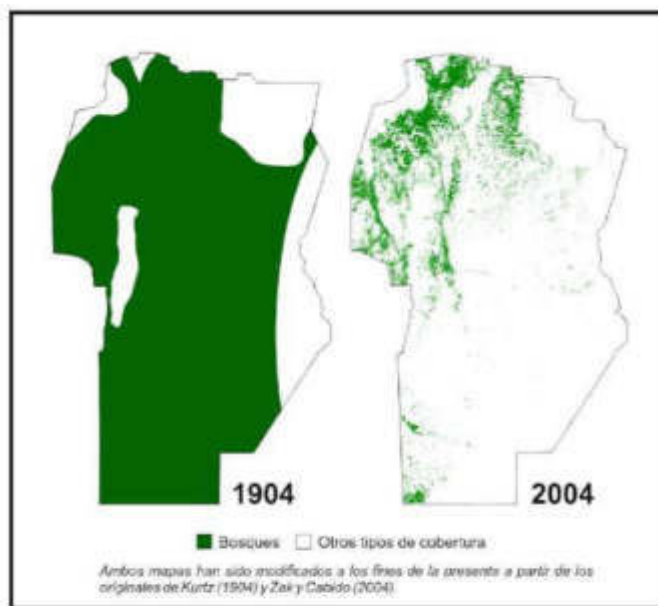 1904
2004
Bosques
Otros tipos de cobertura
Ambos mapas han sido modificados a los fines de la presente a partir de los
originales de Kurtz (1904) y Zak y Cabido (2004).